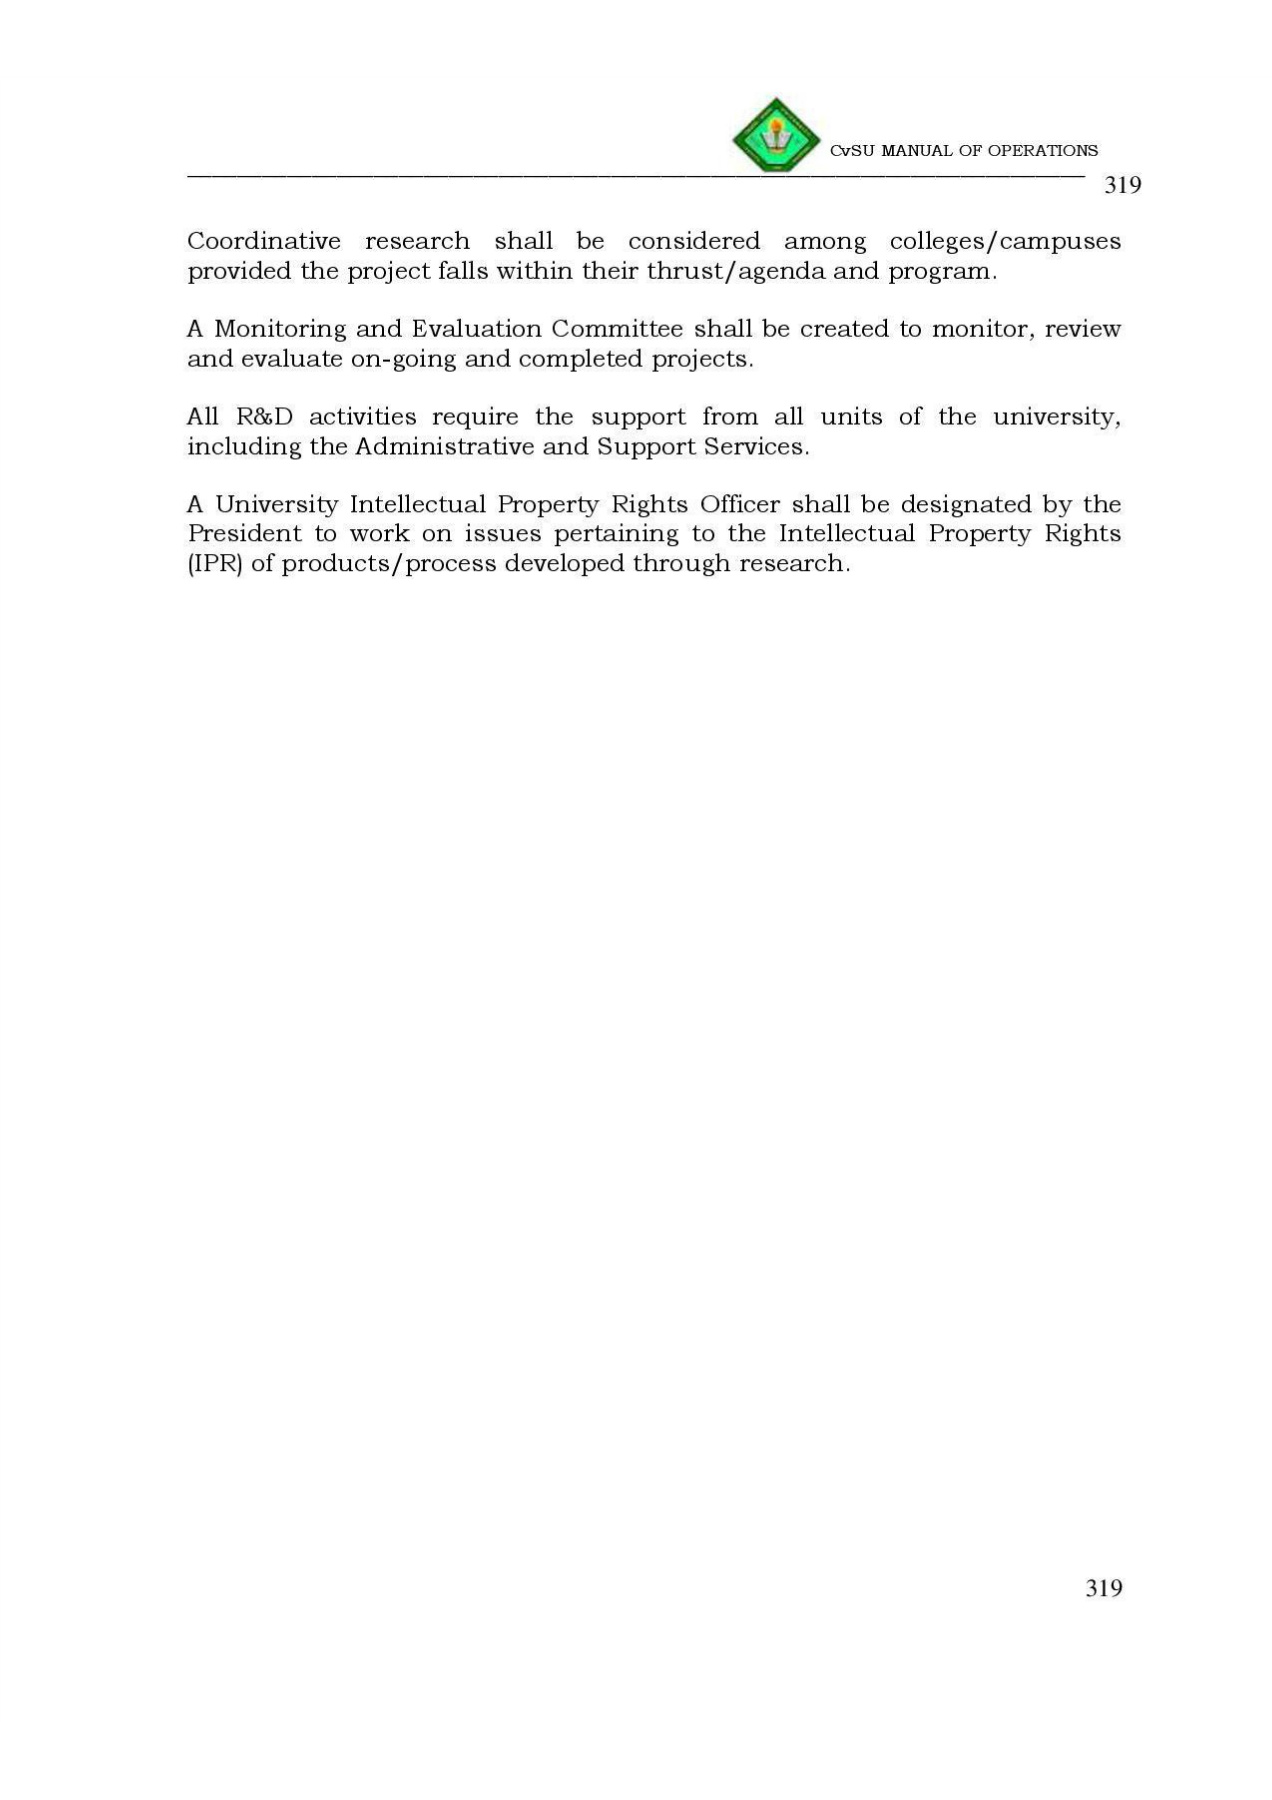 CvSU MANUAL OF OPERATIONS
319
Coordinative research shall be considered among colleges/campuses
provided the project falls within their thrust/agenda and program.
A Monitoring and Evaluation Committee shall be created to monitor, review
and evaluate on-going and completed projects.
All R&D activities require the support from all units of the university,
including the Administrative and Support Services.
A University Intellectual Property Rights Officer shall be designated by the
President to work on issues pertaining to the Intellectual Property Rights
(IPR) of products/process developed through research.
319